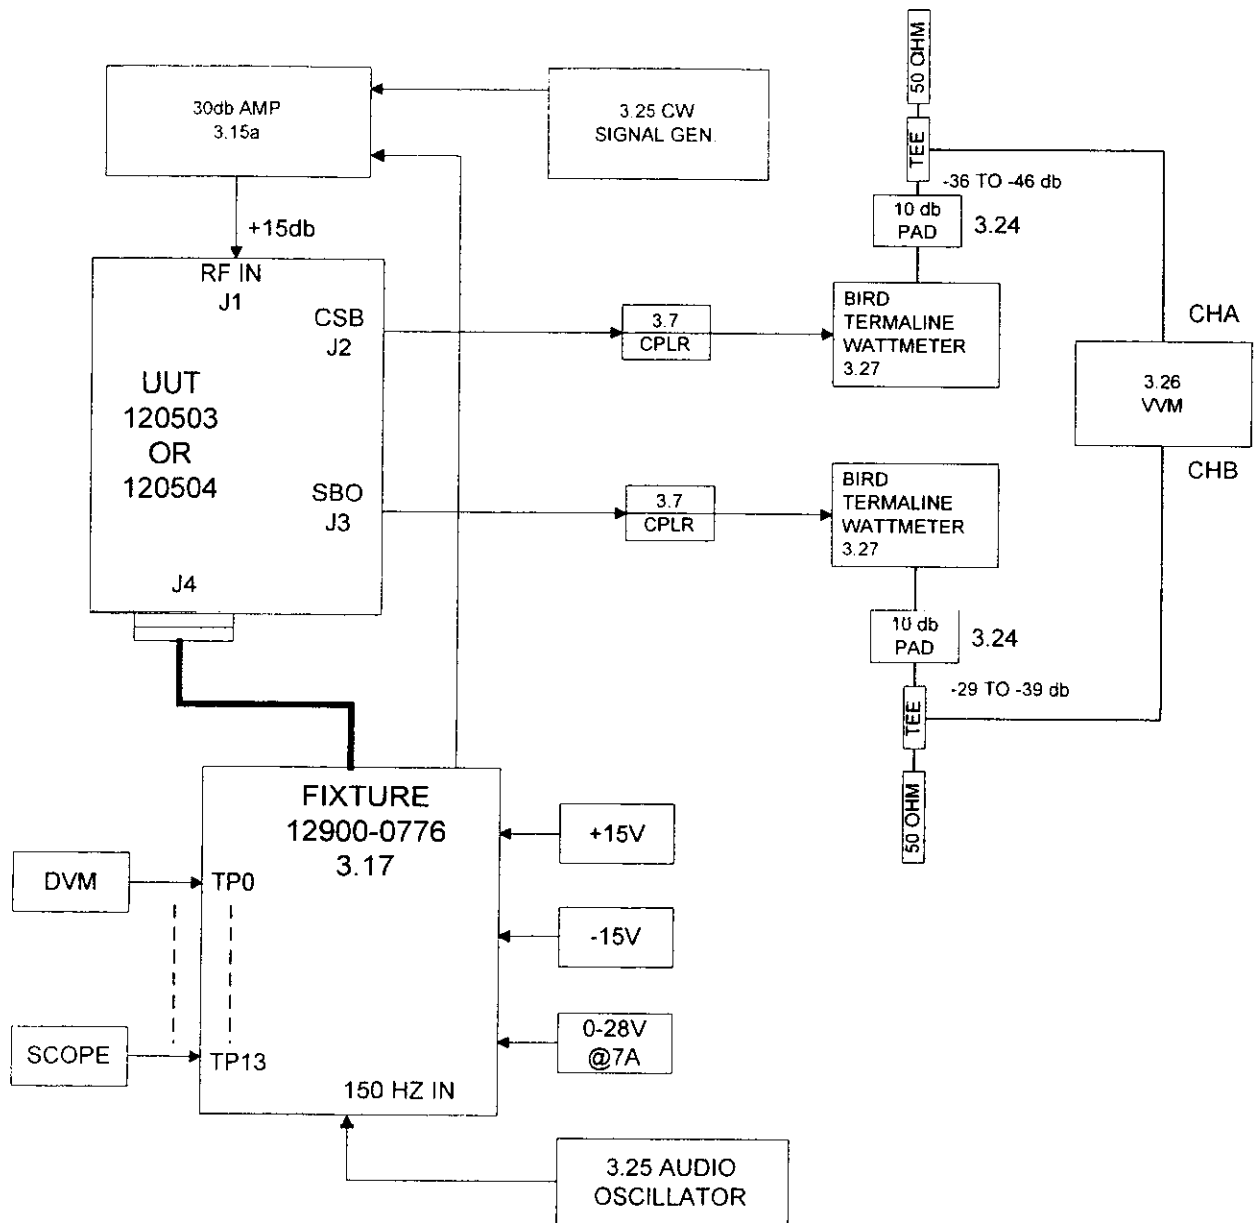 30db AMP
3.15a
3.25 CW
SIGNAL GEN.
50 OHM
TEE
-36 TO -46 db
10 db
PAD
3.24
+15db
RF IN
J1
CSB
J2
3.7
CPLR
BIRD
TERMALINE
WATTMETER
3.27
CHA
3.26
VVM
CHB
UUT
120503
OR
120504
SBO
J3
3.7
CPLR
BIRD
TERMALINE
WATTMETER
3.27
J4
10 db
PAD
3.24
-29 TO -39 db
TEE
50 OHM
FIXTURE
12900-0776
3.17
+15V
DVM
TP0
-15V
SCOPE
TP13
0-28V
@7A
150 HZ IN
3.25 AUDIO
OSCILLATOR